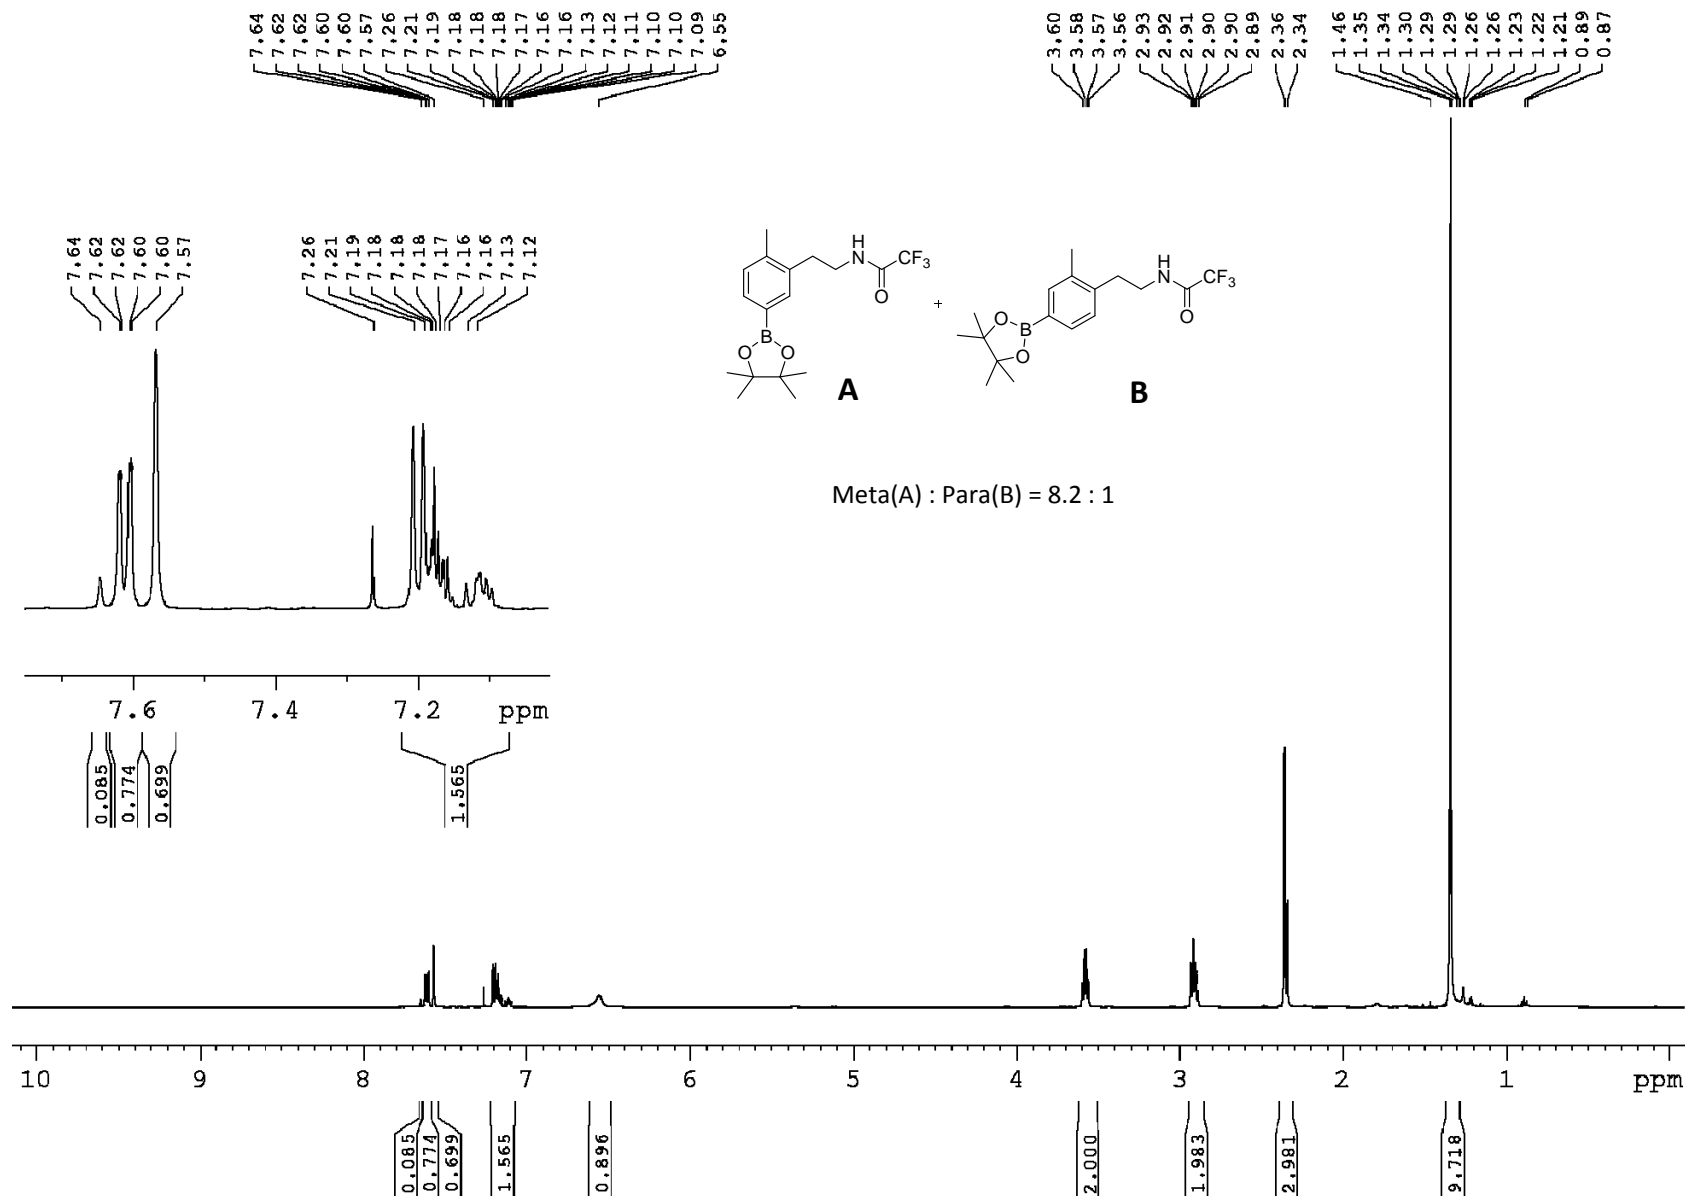 7.64 7.62 7.62 7.60 7.60 7.57 7.26 7.21 7.19 7.18 7.18 7.18 7.17 7.16 7.16 7.13 7.12 7.11 7.10 7.10 7.09 6.55
3.60 3.58 3.57 3.56 2.93 2.92 2.91 2.90 2.90 2.89 2.36 2.34
1.46 1.35 1.34 1.30 1.29 1.29 1.26 1.26 1.23 1.22 1.21 0.89 0.87
7.64 7.62 7.62 7.60 7.60 7.57
7.26 7.21 7.19 7.18 7.18 7.18 7.17 7.16 7.16 7.13 7.12
H
N
CF3
O
B
O O
A
+
H
N
CF3
O
O
B
O
B
Meta(A) : Para(B) = 8.2 : 1
7.6 7.4 7.2 ppm
0.085 0.774 0.699 1.565
10 9 8 7 6 5 4 3 2 1 ppm
0.085 0.774 0.699 1.565 0.896 2.000 1.983 2.981 9.718